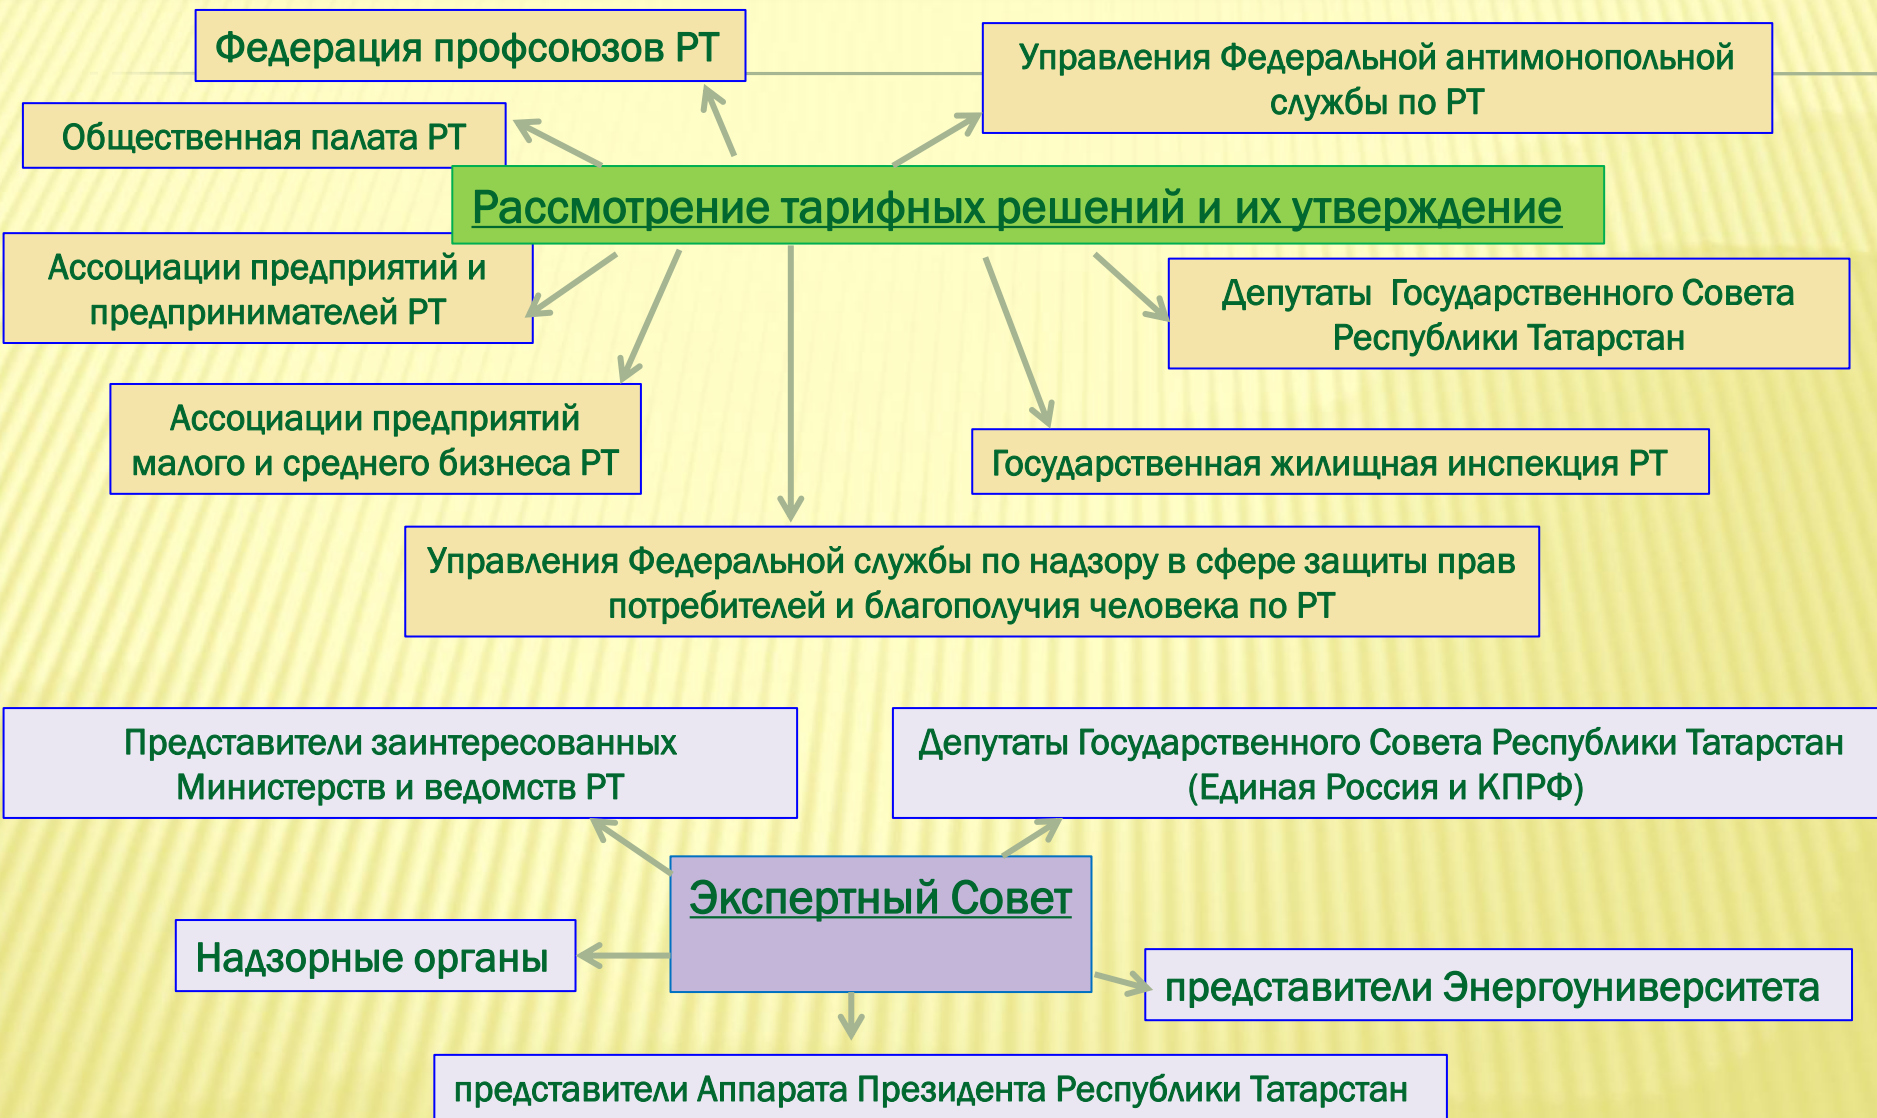 Федерация профсоюзов РТ
Управления Федеральной антимонопольной
службы по РТ
Общественная палата РТ
Рассмотрение тарифных решений и их утверждение
Ассоциации предприятий и
предпринимателей РТ
Депутаты Государственного Совета
Республики Татарстан
Ассоциации предприятий
малого и среднего бизнеса РТ
Государственная жилищная инспекция РТ
Управления Федеральной службы по надзору в сфере защиты прав
потребителей и благополучия человека по РТ
Представители заинтересованных
Министерств и ведомств РТ
Депутаты Государственного Совета Республики Татарстан
(Единая Россия и КПРФ)
Экспертный Совет
Надзорные органы
представители Энергоуниверситета
представители Аппарата Президента Республики Татарстан